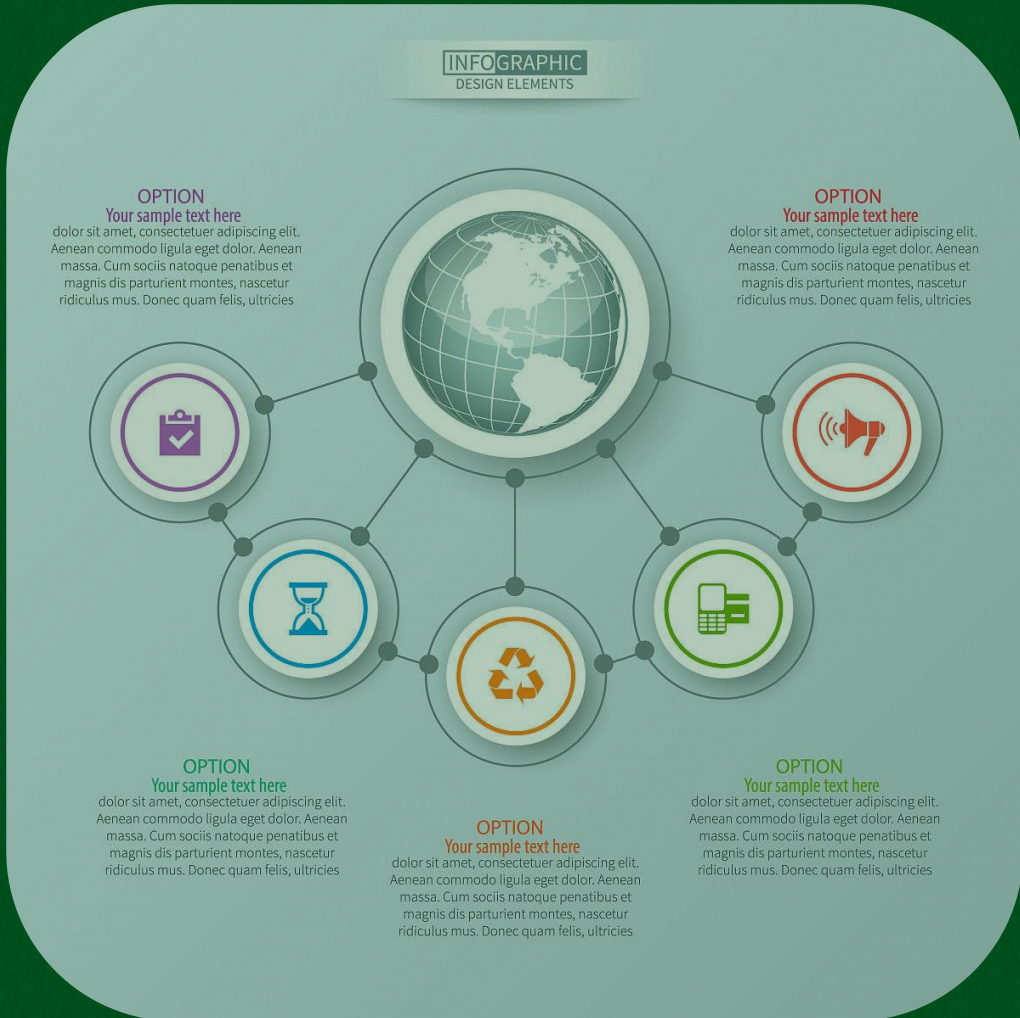 INFOGRAPHIC
DESIGN ELEMENTS
OPTION
Your sample text here
dolor sit amet, consectetuer adipiscing elit.
Aenean commodo ligula eget dolor. Aenean
massa. Cum sociis natoque penatibus et
magnis dis parturient montes, nascetur
ridiculus mus. Donec quam felis, ultricies
OPTION
Your sample text here
dolor sit amet, consectetuer adipiscing elit.
Aenean commodo ligula eget dolor. Aenean
massa. Cum sociis natoque penatibus et
magnis dis parturient montes, nascetur
ridiculus mus. Donec quam felis, ultricies
OPTION
Your sample text here
dolor sit amet, consectetuer adipiscing elit.
Aenean commodo ligula eget dolor. Aenean
massa. Cum sociis natoque penatibus et
magnis dis parturient montes, nascetur
ridiculus mus. Donec quam felis, ultricies
OPTION
Your sample text here
dolor sit amet, consectetuer adipiscing elit.
Aenean commodo ligula eget dolor. Aenean
massa. Cum sociis natoque penatibus et
magnis dis parturient montes, nascetur
ridiculus mus. Donec quam felis, ultricies
OPTION
Your sample text here
dolor sit amet, consectetuer adipiscing elit.
Aenean commodo ligula eget dolor. Aenean
massa. Cum sociis natoque penatibus et
magnis dis parturient montes, nascetur
ridiculus mus. Donec quam felis, ultricies